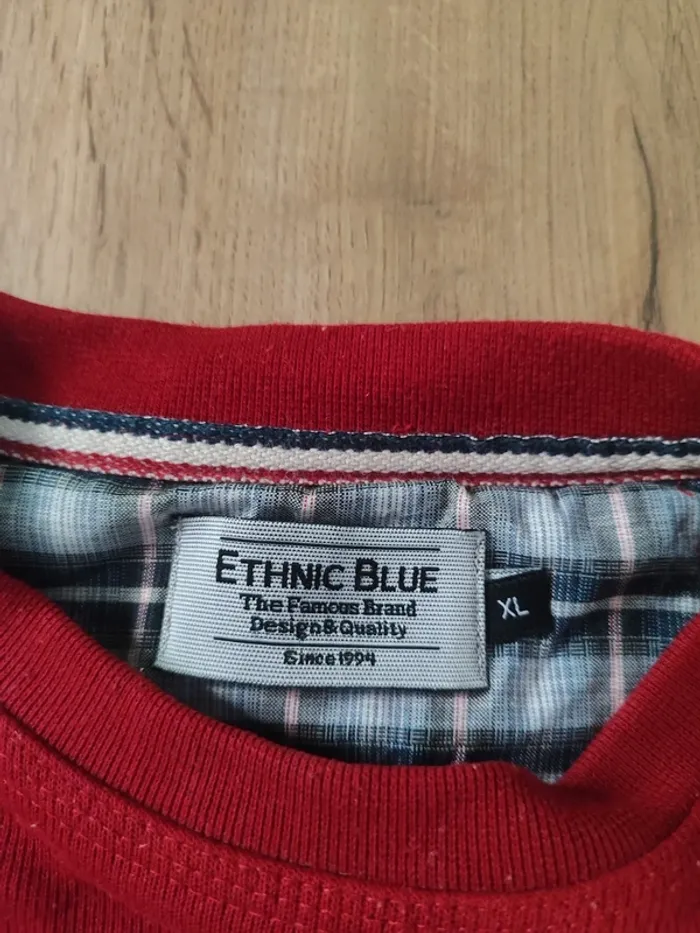 ETHNIC BLUE
The Famous Brand
Design & Quality
Since 1994
XL